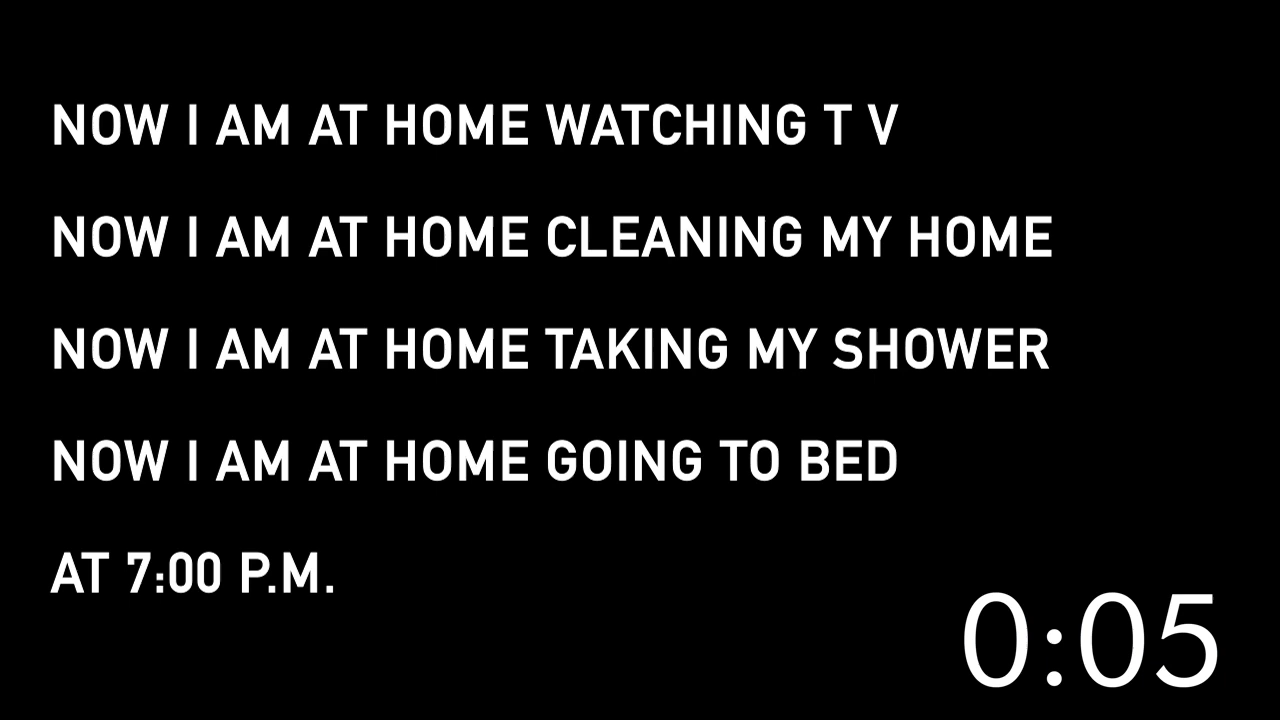 NOW I AM AT HOME WATCHING T V
NOW I AM AT HOME CLEANING MY HOME
NOW I AM AT HOME TAKING MY SHOWER
NOW I AM AT HOME GOING TO BED
AT 7:00 P.M.
0:05